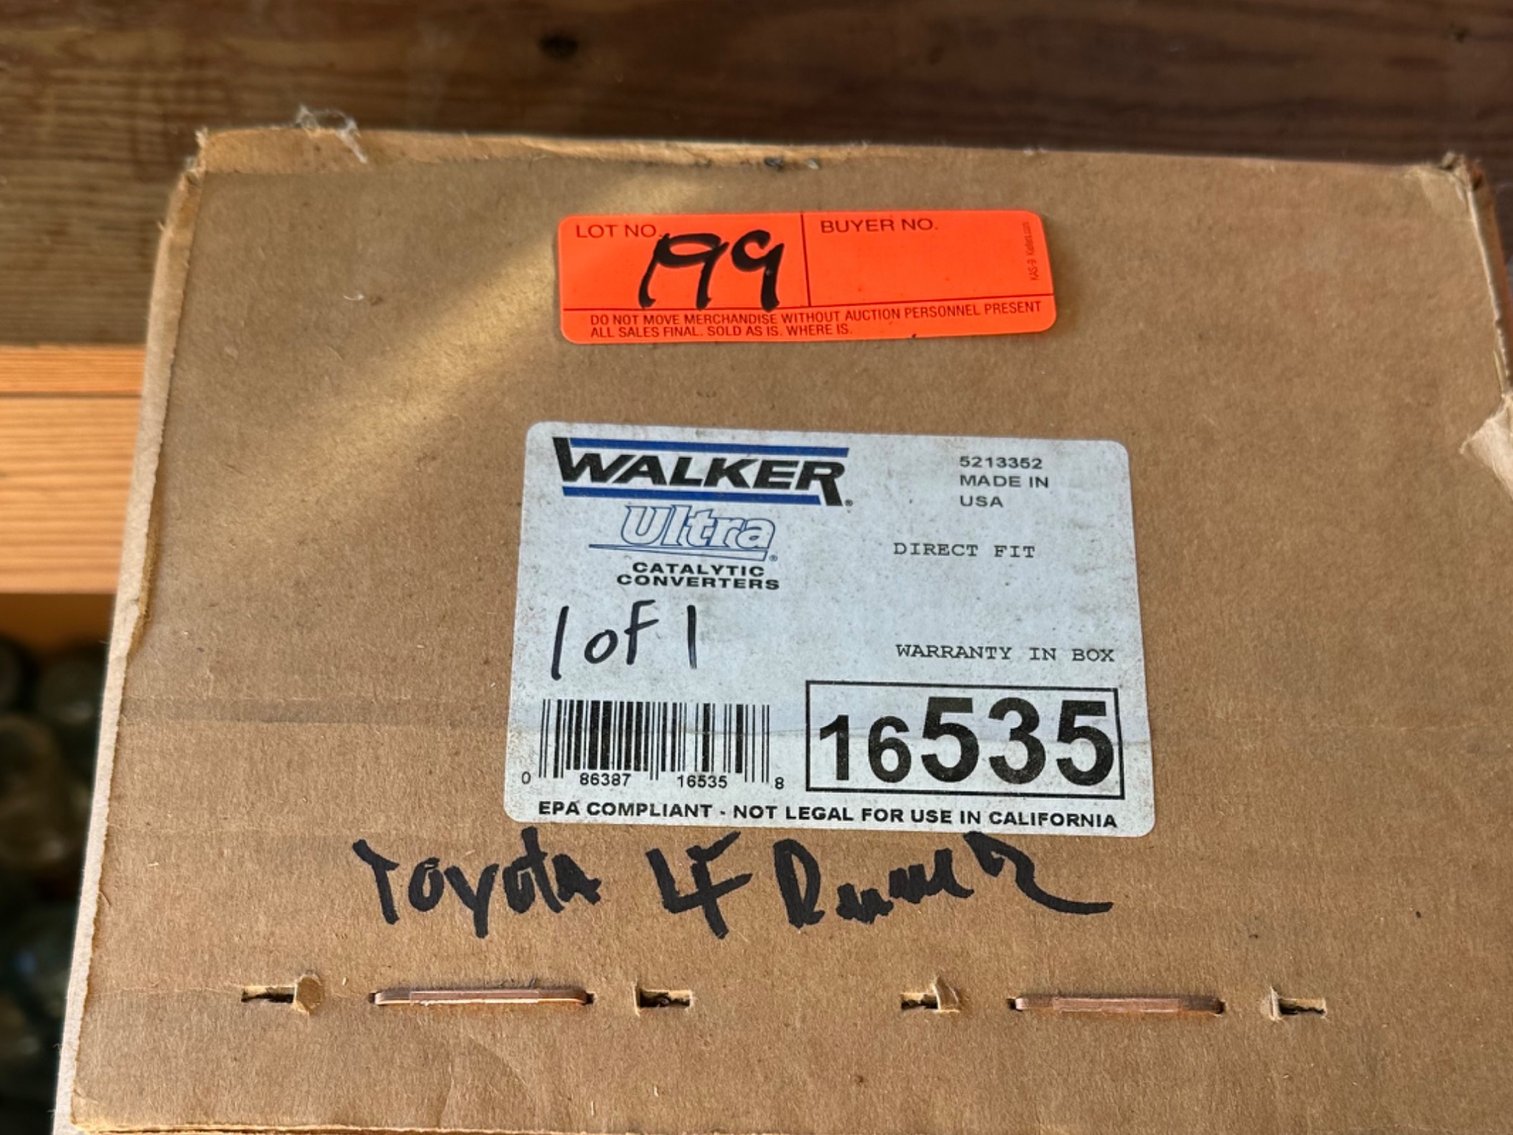 LOT NO. 199
BUYER NO.
DO NOT MOVE MERCHANDISE WITHOUT AUCTION PERSONNEL PRESENT
ALL SALES FINAL. SOLD AS IS. WHERE IS.
WALKER®
Ultra®
CATALYTIC
CONVERTERS
5213352
MADE IN
USA
DIRECT FIT
1 of 1
WARRANTY IN BOX
0 86387 16535 8
16535
EPA COMPLIANT - NOT LEGAL FOR USE IN CALIFORNIA
Toyota 4F Runner